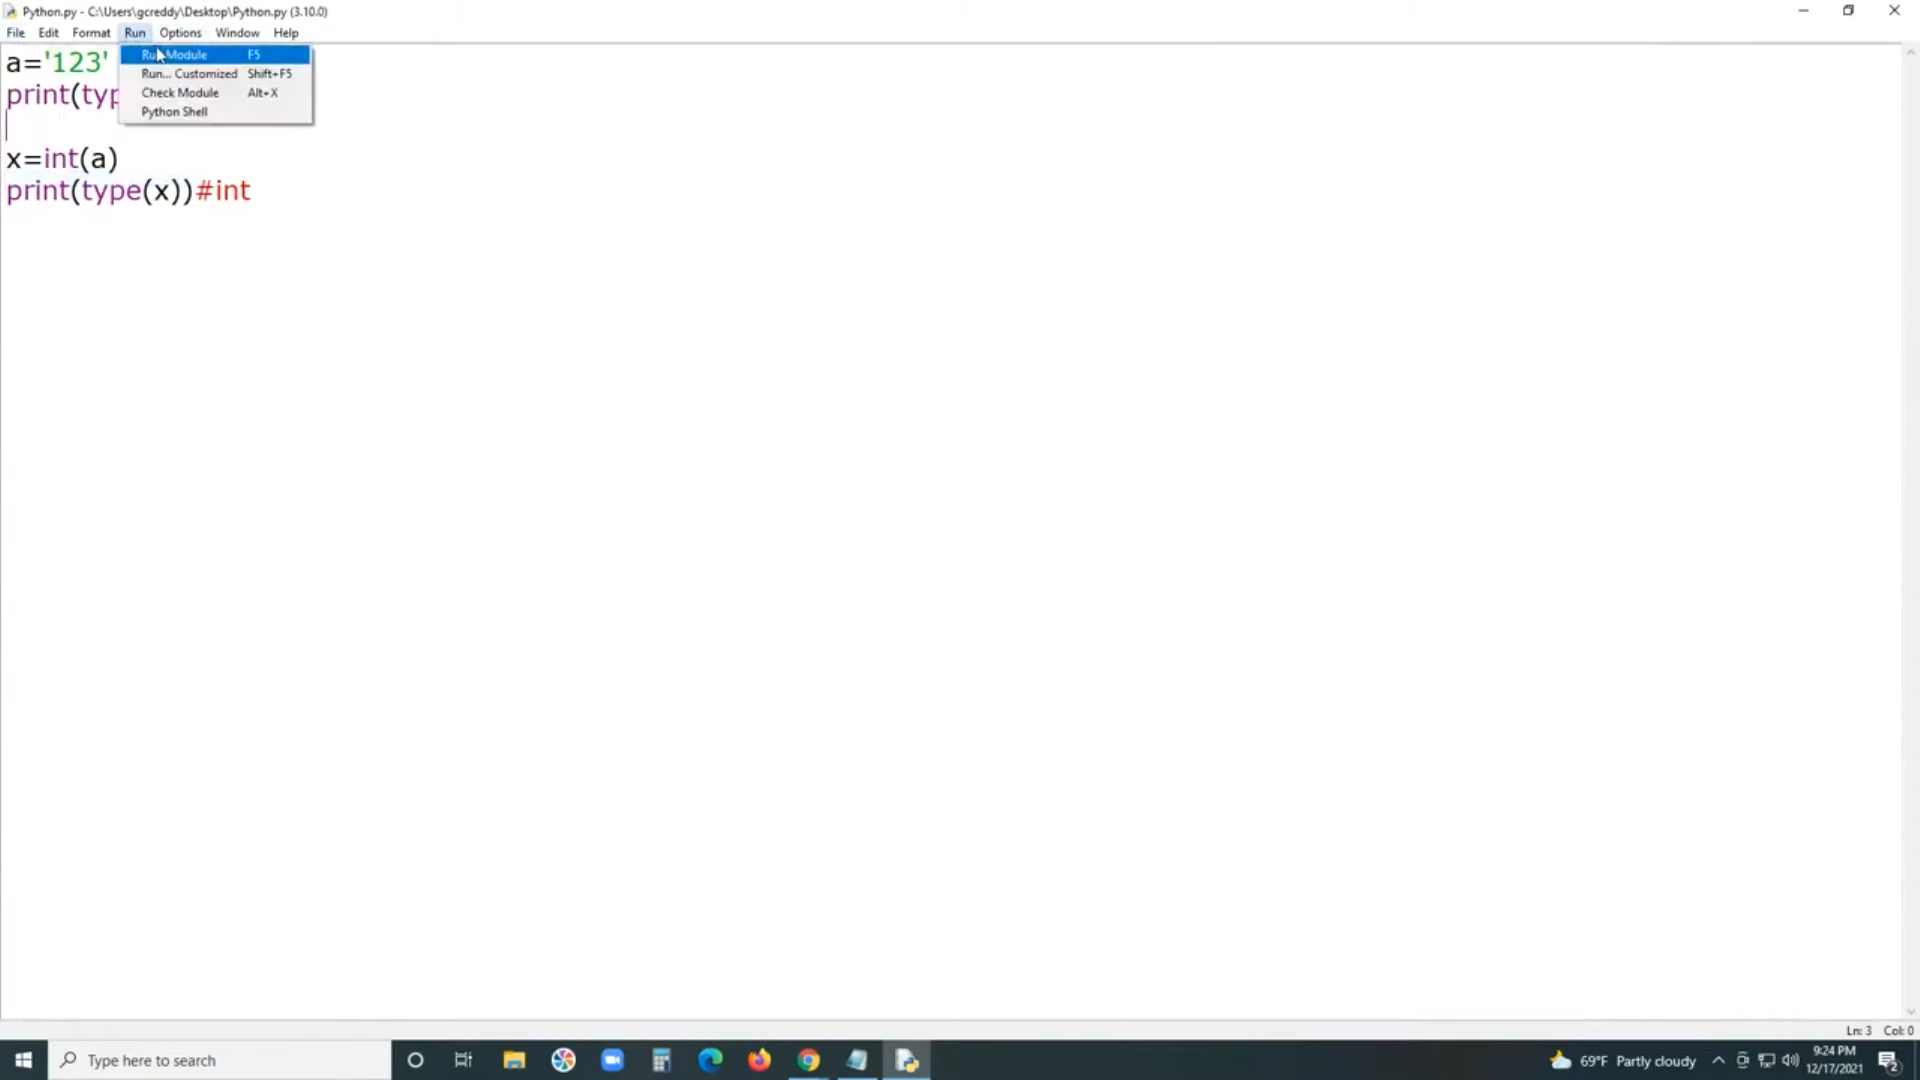 Python.py - C:\Users\gcreddy\Desktop\Python.py (3.10.0)
File Edit Format Run Options Window Help
Run Module F5
Run... Customized Shift+F5
Check Module Alt+X
Python Shell
a='123'
print(typ
x=int(a)
print(type(x))#int
Ln: 3 Col: 0
Type here to search
69°F Partly cloudy
9:24 PM
12/17/2021
2